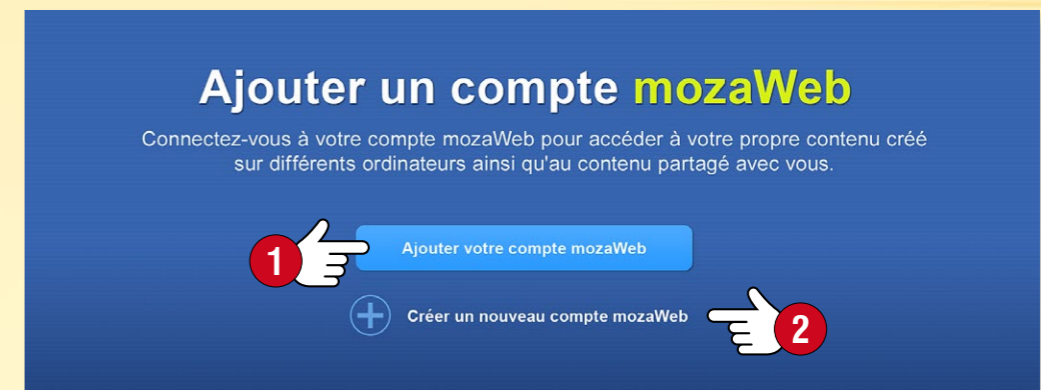 Ajouter un compte mozaWeb
Connectez-vous à votre compte mozaWeb pour accéder à votre propre contenu créé
sur différents ordinateurs ainsi qu'au contenu partagé avec vous.
1
Ajouter votre compte mozaWeb
Créer un nouveau compte mozaWeb
2